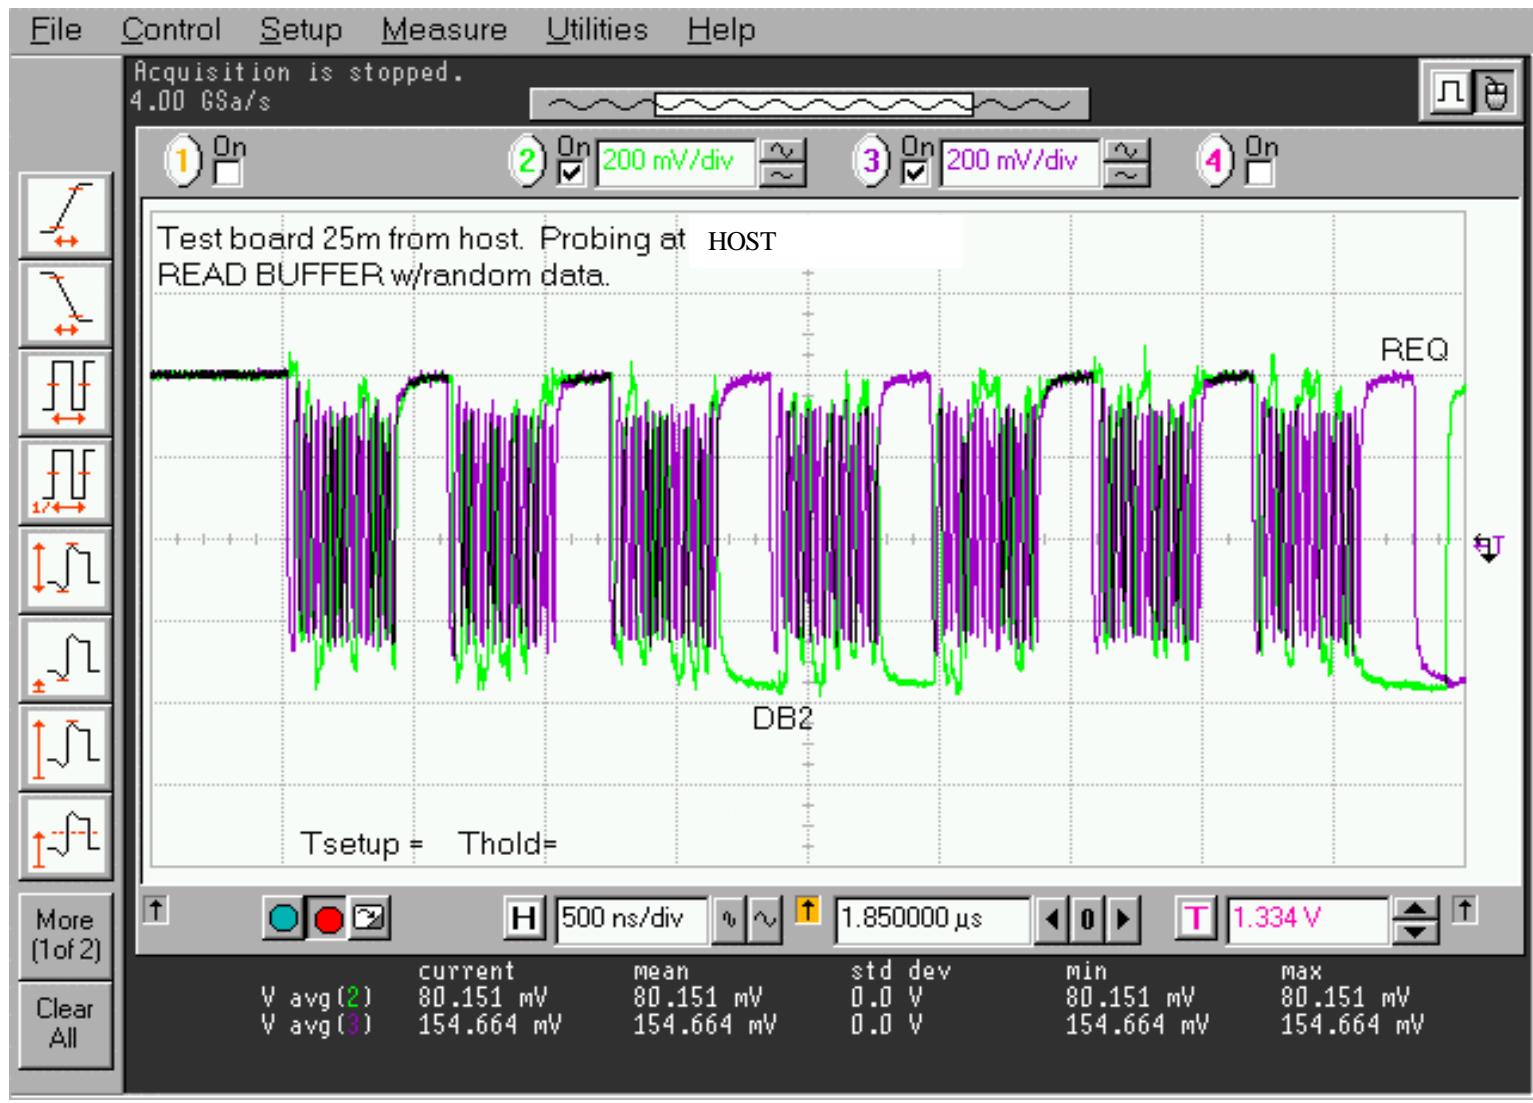 File Control Setup Measure Utilities Help
Acquisition is stopped.
4.00 GSa/s
1 On 2 On 200 mV/div 3 On 200 mV/div 4 On
Test board 25m from host. Probing at HOST
READ BUFFER w/random data.
REQ
T
DB2
Tsetup = Thold=
1/
More
(1of 2)
Clear
All
H 500 ns/div 1.850000 µs 0 T 1.334 V
current mean std dev min max
V avg(2) 80.151 mV 80.151 mV 0.0 V 80.151 mV 80.151 mV
V avg(3) 154.664 mV 154.664 mV 0.0 V 154.664 mV 154.664 mV